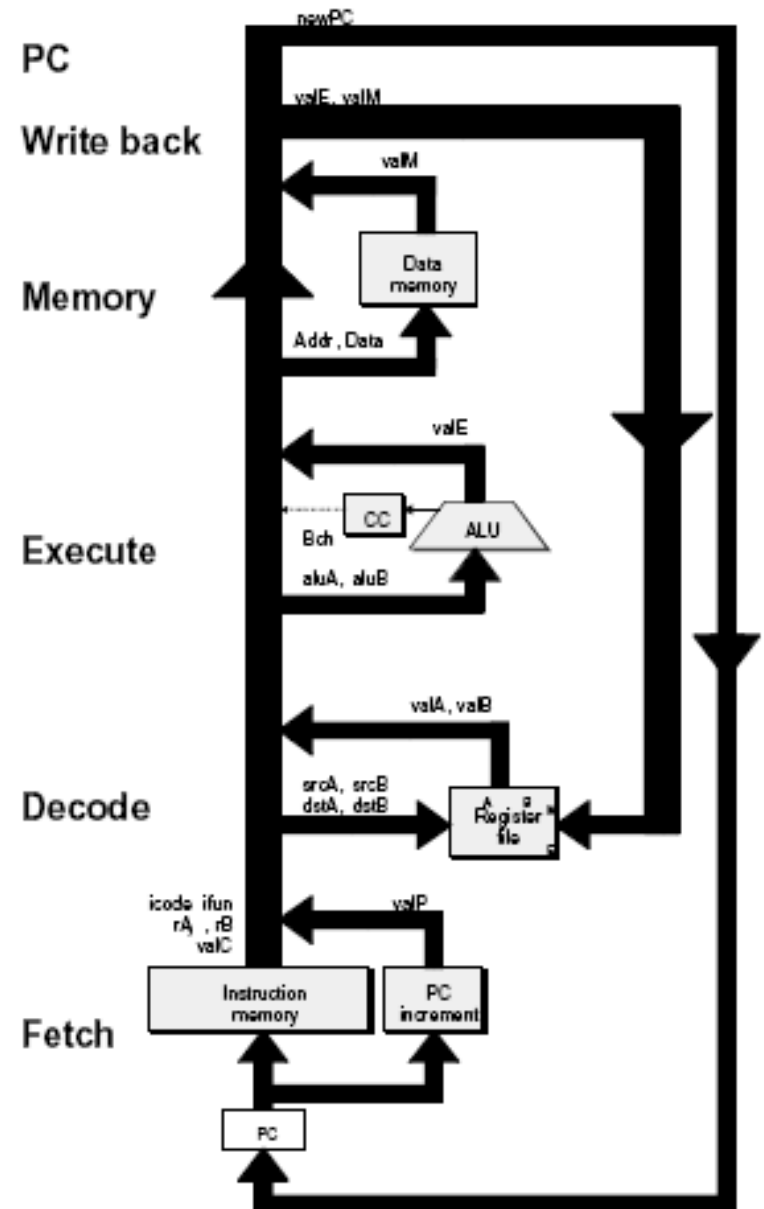 newPC
PC
valE, valM
Write back
valM
Data
memory
Memory
Addr, Data
valE
CC
ALU
Bch
Execute
aluA, aluB
valA, valB
srcA, srcB
dstA, dstB
A B
M
Register
file
E
Decode
icode ifun
rA, rB
valC
valP
Instruction
memory
PC
increment
Fetch
PC